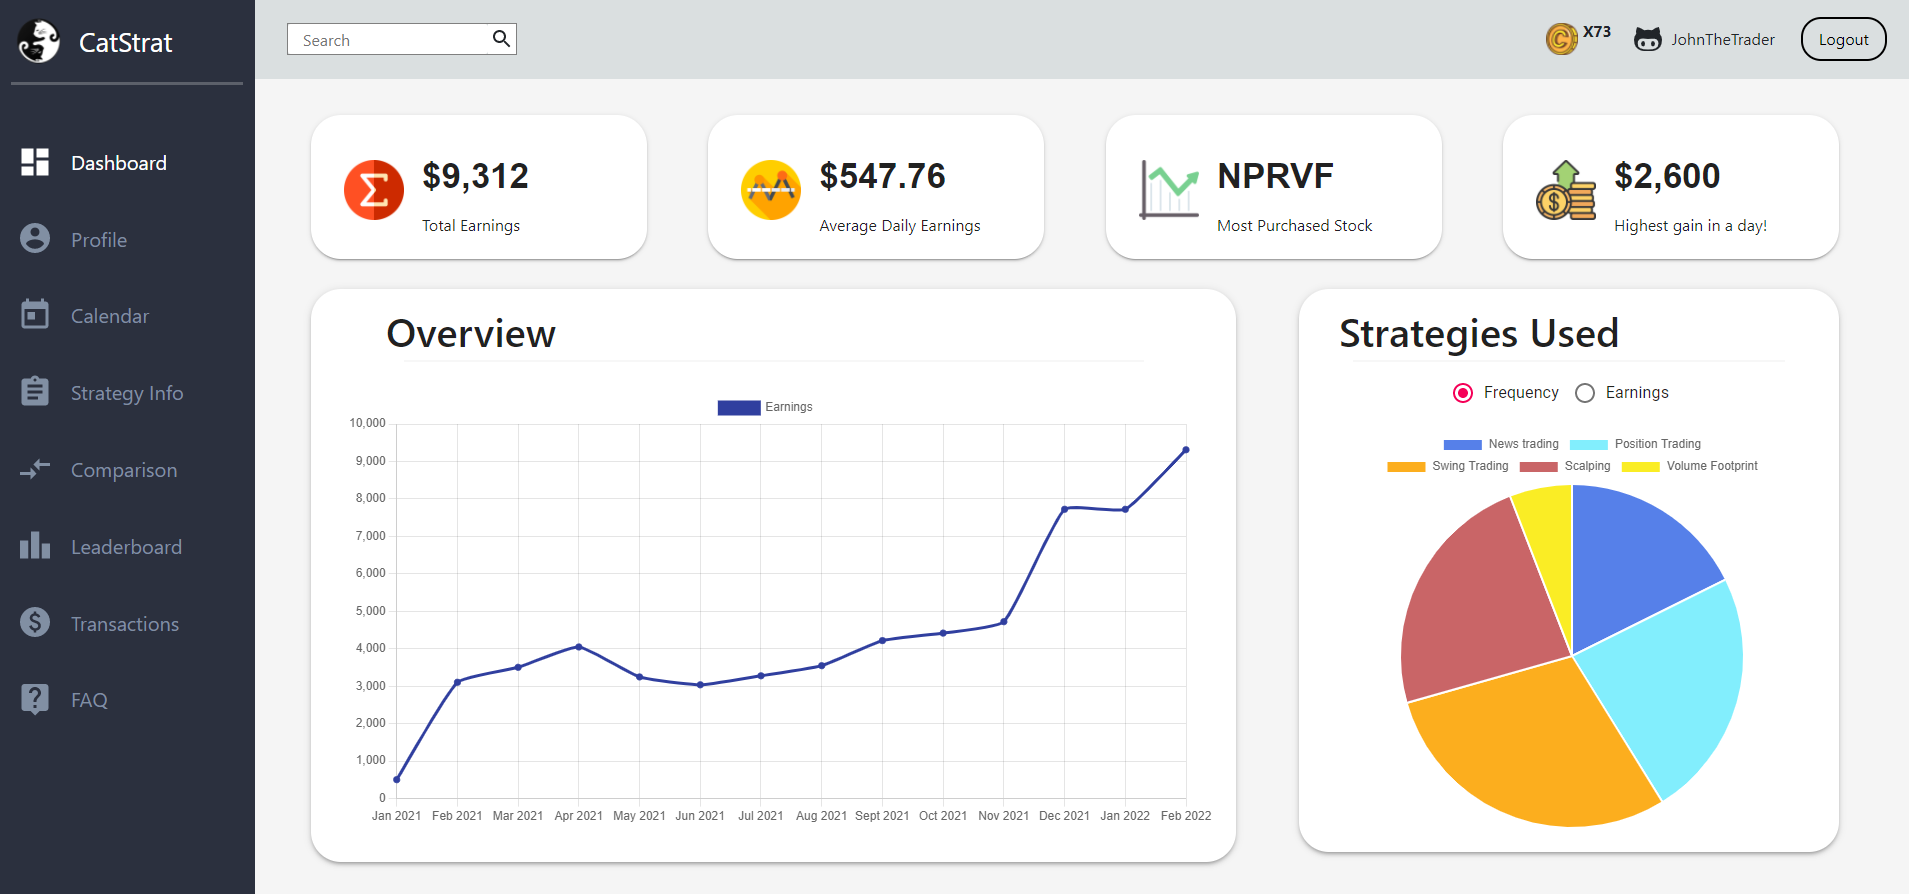 CatStrat
Search
X73
JohnTheTrader
Logout
Dashboard
Profile
Calendar
Strategy Info
Comparison
Leaderboard
Transactions
FAQ
$9,312
Total Earnings
$547.76
Average Daily Earnings
NPRVF
Most Purchased Stock
$2,600
Highest gain in a day!
Overview
Earnings
10,000
9,000
8,000
7,000
6,000
5,000
4,000
3,000
2,000
1,000
0
Jan 2021 Feb 2021 Mar 2021 Apr 2021 May 2021 Jun 2021 Jul 2021 Aug 2021 Sept 2021 Oct 2021 Nov 2021 Dec 2021 Jan 2022 Feb 2022
Strategies Used
Frequency Earnings
News trading Position Trading
Swing Trading Scalping Volume Footprint